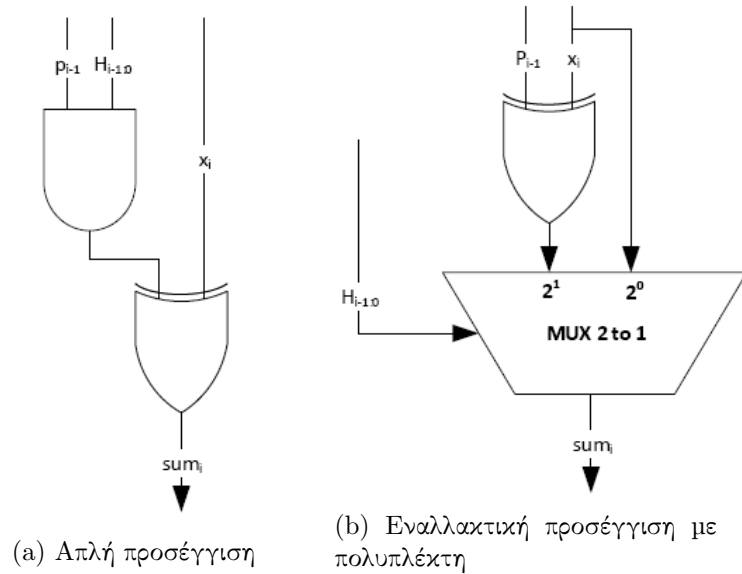 p_{i-1} H_{i-1:0}
x_i
sum_i
(a) Απλή προσέγγιση
P_{i-1} x_i
H_{i-1:0}
2^1 2^0
MUX 2 to 1
sum_i
(b) Εναλλακτική προσέγγιση με
πολυπλέκτη